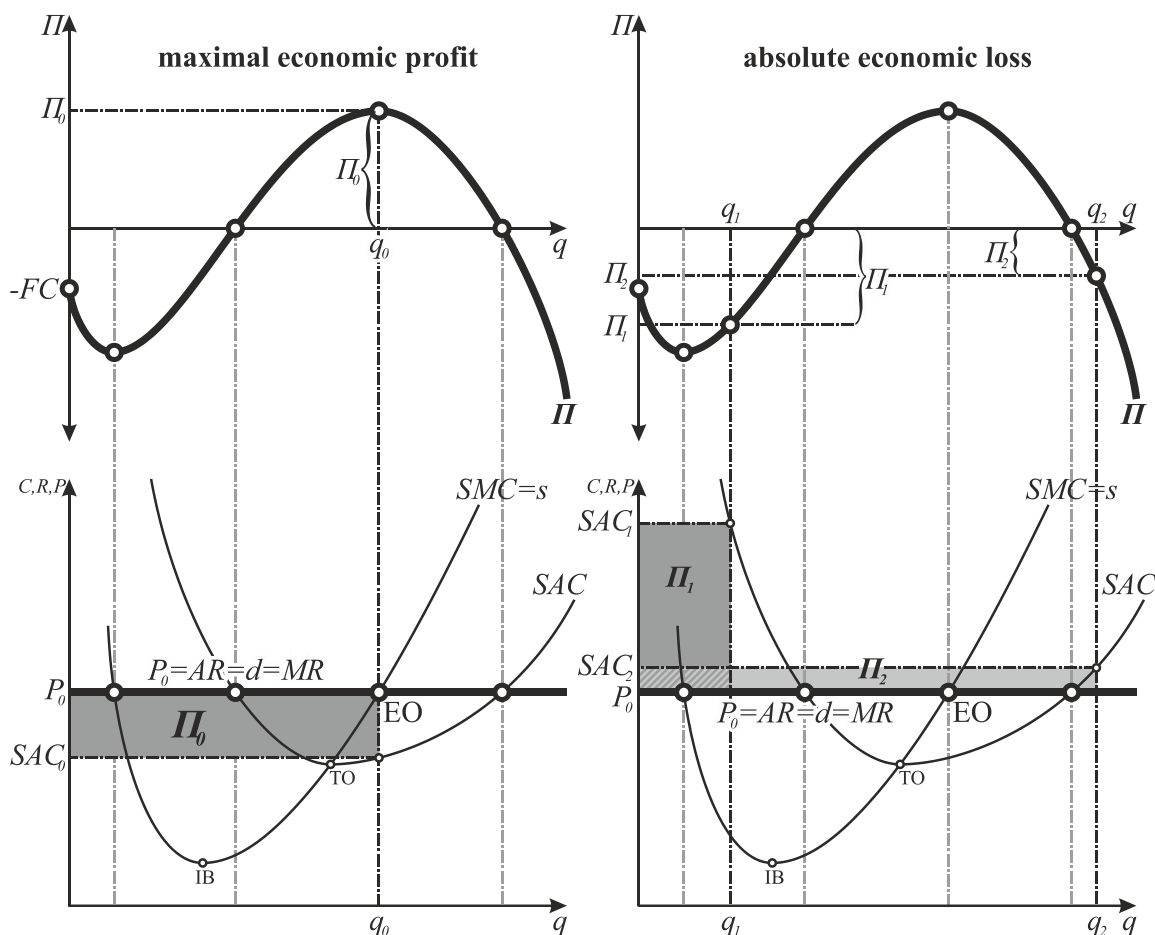 Π
maximal economic profit
Π₀
Π₀
q₀
q
-FC
Π
C,R,P
SMC=s
SAC
P₀=AR=d=MR
P₀
EO
Π₀
SAC₀
TO
IB
q₀
q
Π
absolute economic loss
q₁
q₂
q
Π₂
Π₂
Π₁
Π₁
Π
C,R,P
SMC=s
SAC₁
Π₁
SAC
SAC₂
Π₂
P₀
P₀=AR=d=MR
EO
TO
IB
q₁
q₂
q